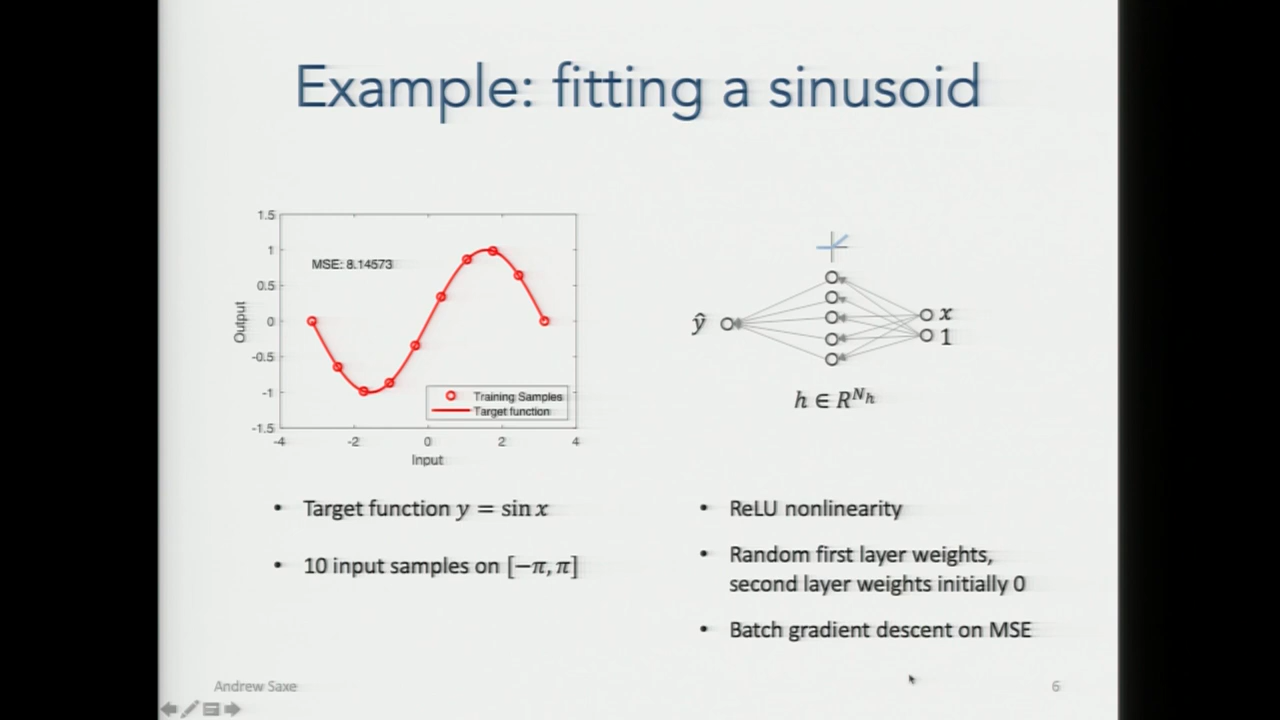 Example: fitting a sinusoid
1.5
1
0.5
0
-0.5
-1
-1.5
Output
MSE: 8.14573
Training Samples
Target function
-4
-2
0
2
4
Input
ŷ
x
1
h ∈ R^{N_h}
• Target function y = sin x
• 10 input samples on [−π, π]
• ReLU nonlinearity
• Random first layer weights,
second layer weights initially 0
• Batch gradient descent on MSE
Andrew Saxe
6